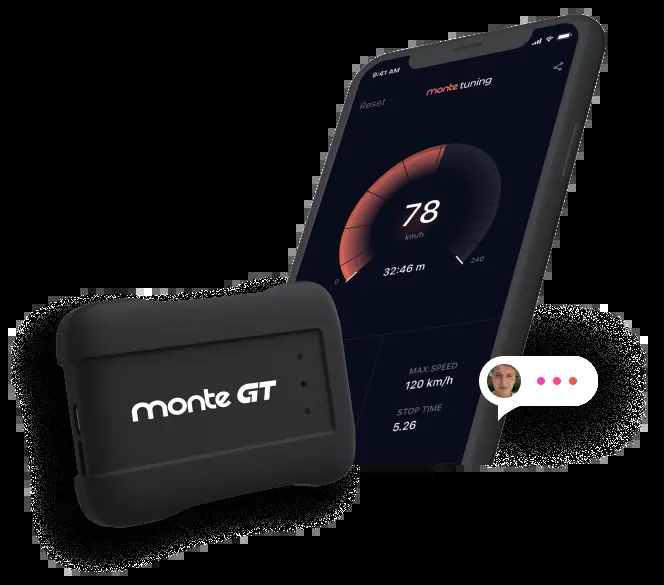 9:41 AM
Reset
monte tuning
78
km/h
0
240
32:46 m
MAX.SPEED
120 km/h
STOP TIME
5.26
monte GT